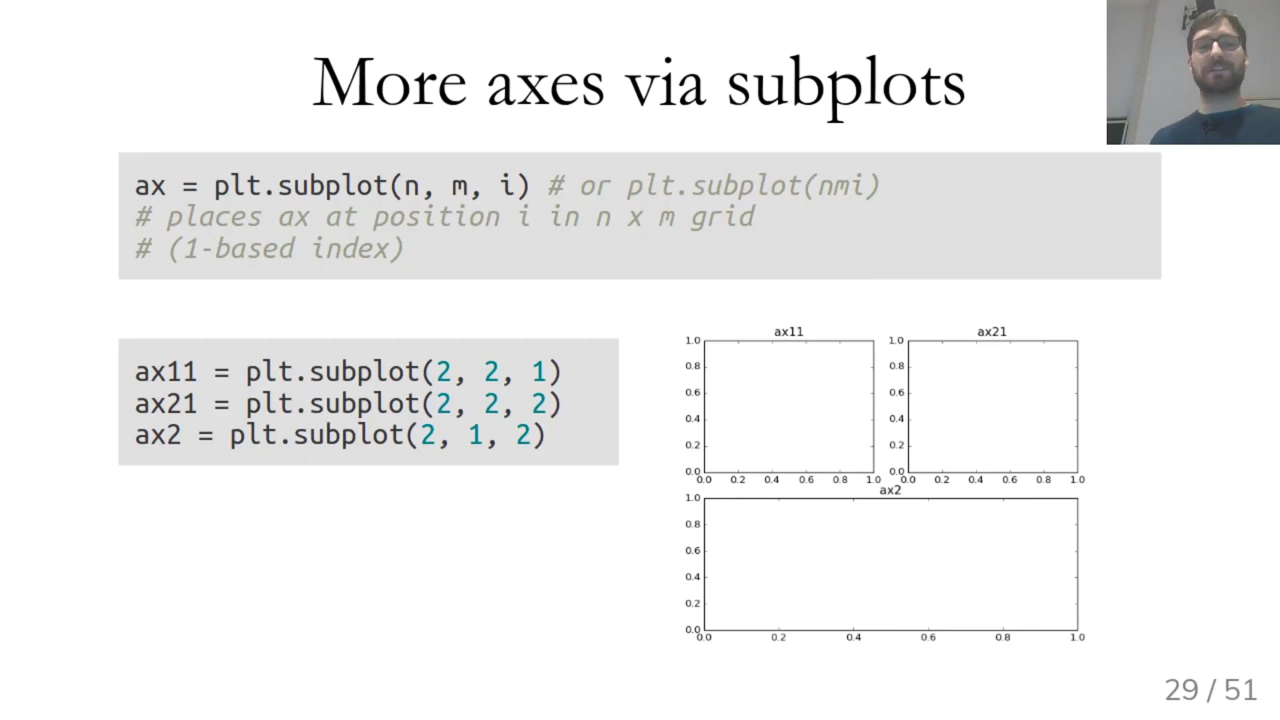 More axes via subplots
ax = plt.subplot(n, m, i) # or plt.subplot(nmi)
# places ax at position i in n x m grid
# (1-based index)
ax11 = plt.subplot(2, 2, 1)
ax21 = plt.subplot(2, 2, 2)
ax2 = plt.subplot(2, 1, 2)
ax11
1.0
0.8
0.6
0.4
0.2
0.0
0.0 0.2 0.4 0.6 0.8 1.0
ax21
1.0
0.8
0.6
0.4
0.2
0.0
0.0 0.2 0.4 0.6 0.8 1.0
ax2
1.0
0.8
0.6
0.4
0.2
0.0
0.0 0.2 0.4 0.6 0.8 1.0
29 / 51